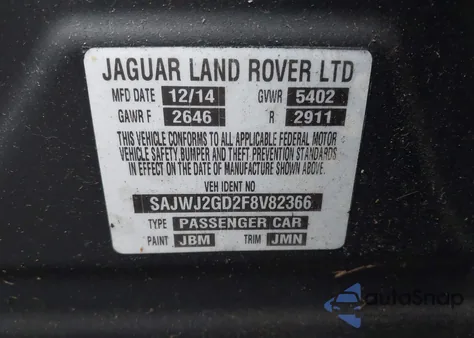 JAGUAR LAND ROVER LTD
MFD DATE 12/14 GVWR 5402
GAWR F 2646 R 2911
THIS VEHICLE CONFORMS TO ALL APPLICABLE FEDERAL MOTOR
VEHICLE SAFETY, BUMPER AND THEFT PREVENTION STANDARDS
IN EFFECT ON THE DATE OF MANUFACTURE SHOWN ABOVE.
VEH IDENT NO
SAJWJ2GD2F8V82366
TYPE PASSENGER CAR
PAINT JBM TRIM JMN
autoSnap